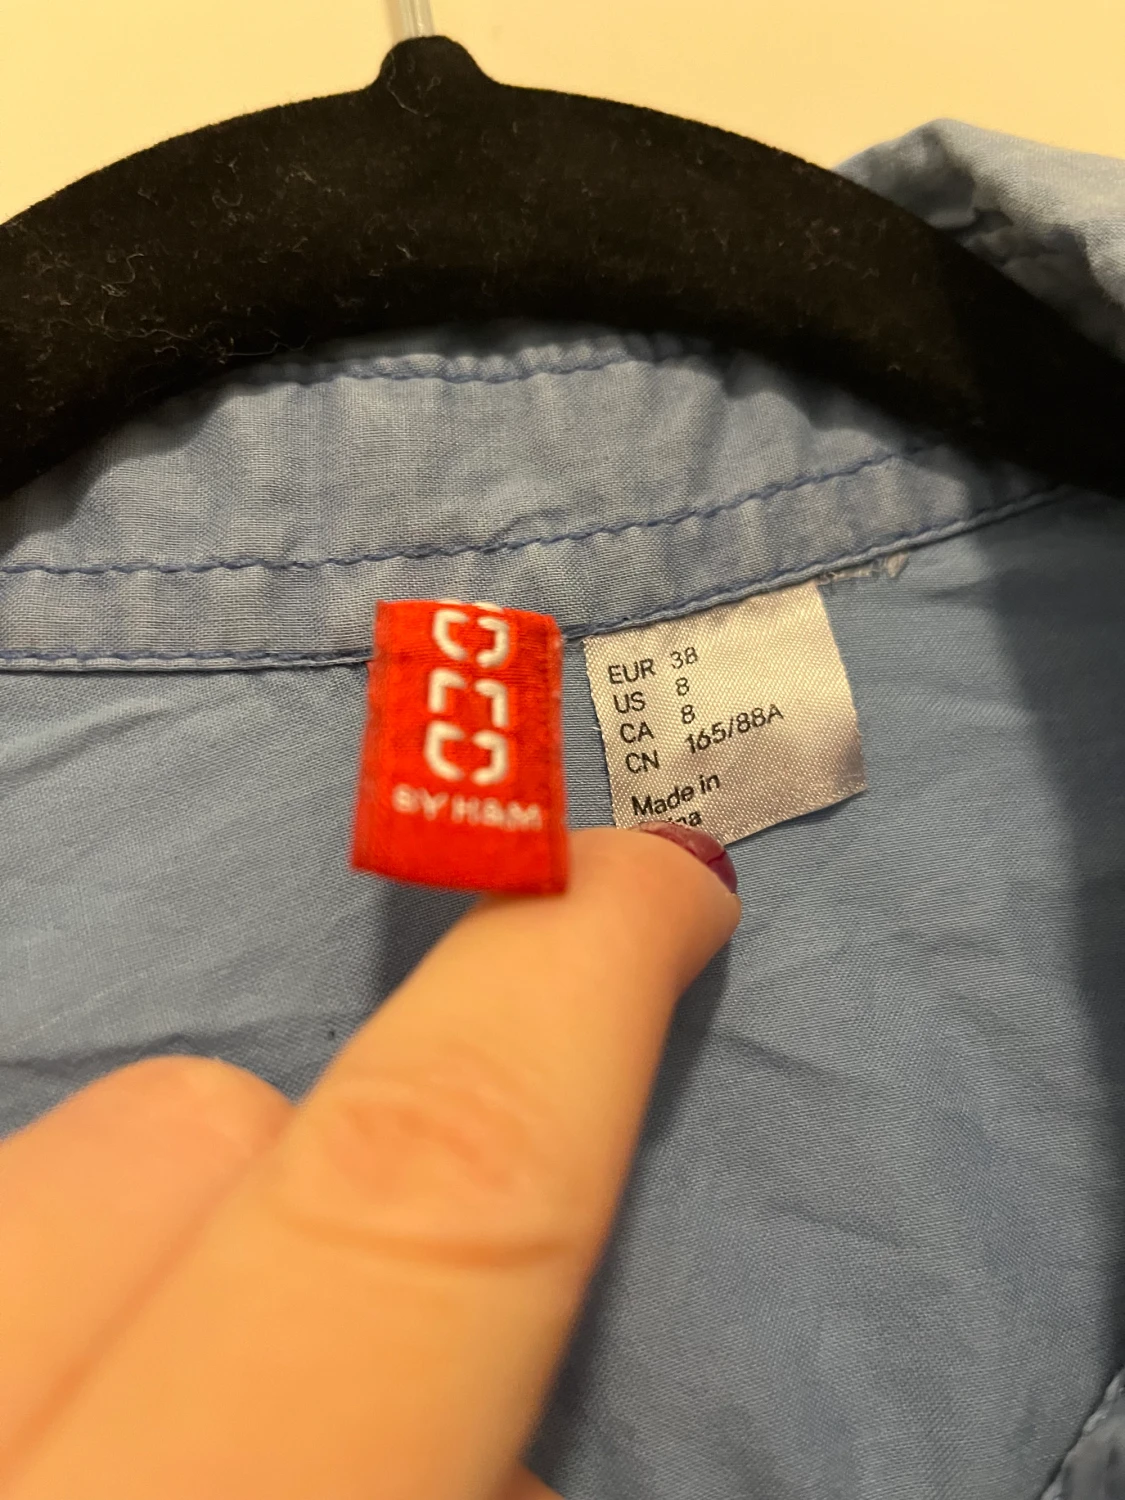 BY H&M
EUR 38
US 8
CA 8
CN 165/88A
Made in